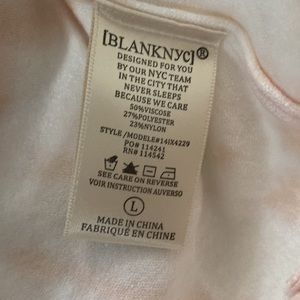 [BLANKNYC]®
DESIGNED FOR YOU
BY OUR NYC TEAM
IN THE CITY THAT
NEVER SLEEPS
BECAUSE WE CARE
50%VISCOSE
27%POLYESTER
23%NYLON
STYLE /MODELE#14IX4229
PO# 114241
RN# 114542
SEE CARE ON REVERSE
VOIR INSTRUCTION AUVERSO
L
MADE IN CHINA
FABRIQUÉ EN CHINE